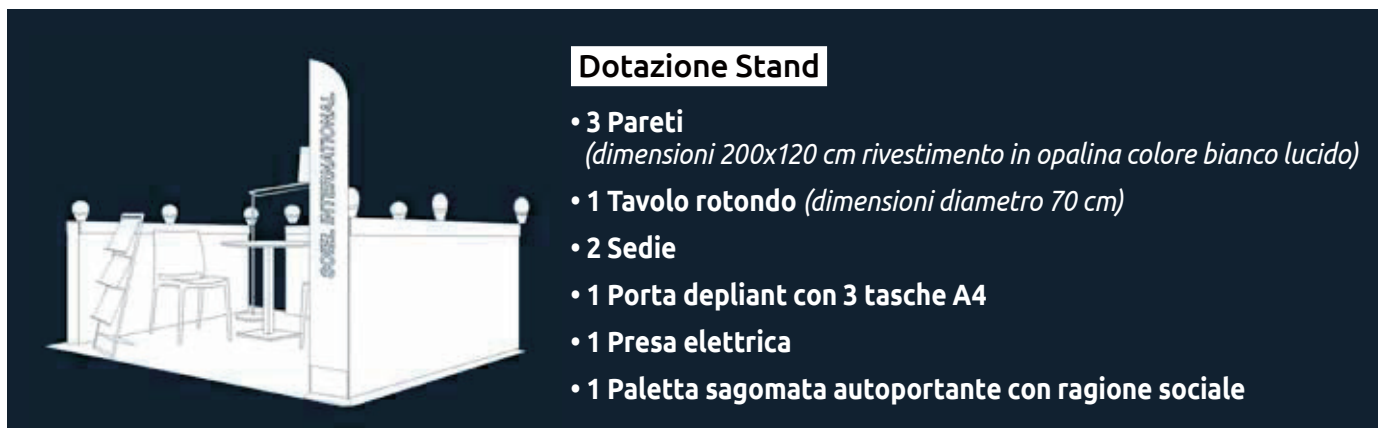 Dotazione Stand
• 3 Pareti
(dimensioni 200x120 cm rivestimento in opalina colore bianco lucido)
• 1 Tavolo rotondo (dimensioni diametro 70 cm)
• 2 Sedie
• 1 Porta depliant con 3 tasche A4
• 1 Presa elettrica
• 1 Paletta sagomata autoportante con ragione sociale
SOIEL INTERNATIONAL